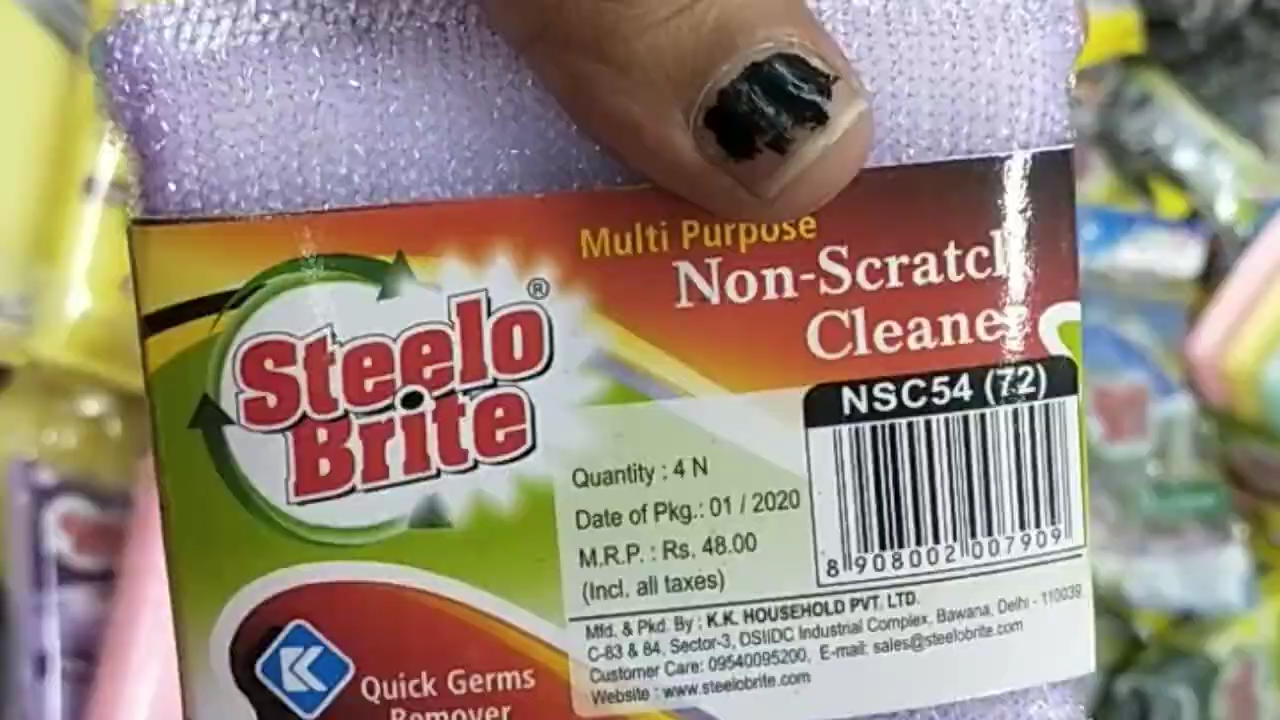 Multi Purpose
Non-Scratch
Cleaner
Steelo
Brite
®
NSC54 (72)
Quantity : 4 N
Date of Pkg.: 01 / 2020
M.R.P. : Rs. 48.00
(Incl. all taxes)
8 908002 007909
Mfd. & Pkd. By : K.K. HOUSEHOLD PVT. LTD.
C-83 & 84, Sector-3, DSIIDC Industrial Complex, Bawana, Delhi - 110039
Customer Care: 09540095200, E-mail: sales@steelobrite.com
Website : www.steelobrite.com
K
Quick Germs
Remover